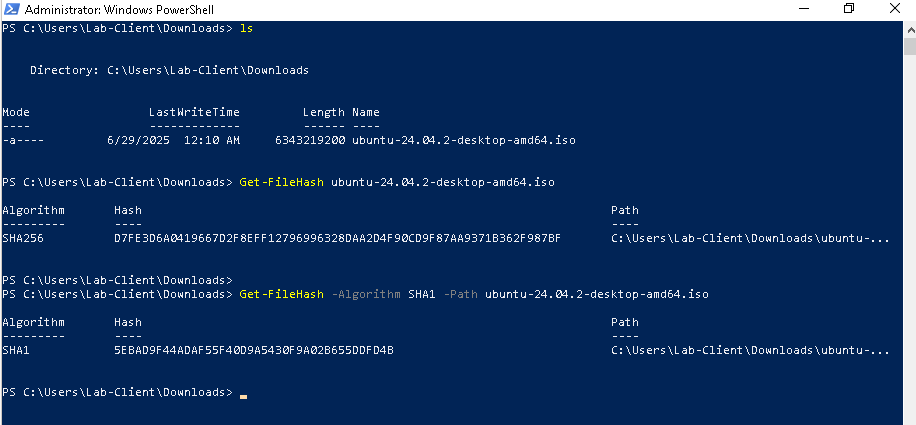 Administrator: Windows PowerShell
PS C:\Users\Lab-Client\Downloads> ls
Directory: C:\Users\Lab-Client\Downloads
Mode LastWriteTime Length Name
---- ------------- ------ ----
-a---- 6/29/2025 12:10 AM 6343219200 ubuntu-24.04.2-desktop-amd64.iso
PS C:\Users\Lab-Client\Downloads> Get-FileHash ubuntu-24.04.2-desktop-amd64.iso
Algorithm Hash Path
--------- ---- ----
SHA256 D7FE3D6A0419667D2F8EFF12796996328DAA2D4F90CD9F87AA9371B362F987BF C:\Users\Lab-Client\Downloads\ubuntu-...
PS C:\Users\Lab-Client\Downloads>
PS C:\Users\Lab-Client\Downloads> Get-FileHash -Algorithm SHA1 -Path ubuntu-24.04.2-desktop-amd64.iso
Algorithm Hash Path
--------- ---- ----
SHA1 5EBAD9F44ADAF55F40D9A5430F9A02B655DDFD4B C:\Users\Lab-Client\Downloads\ubuntu-...
PS C:\Users\Lab-Client\Downloads>